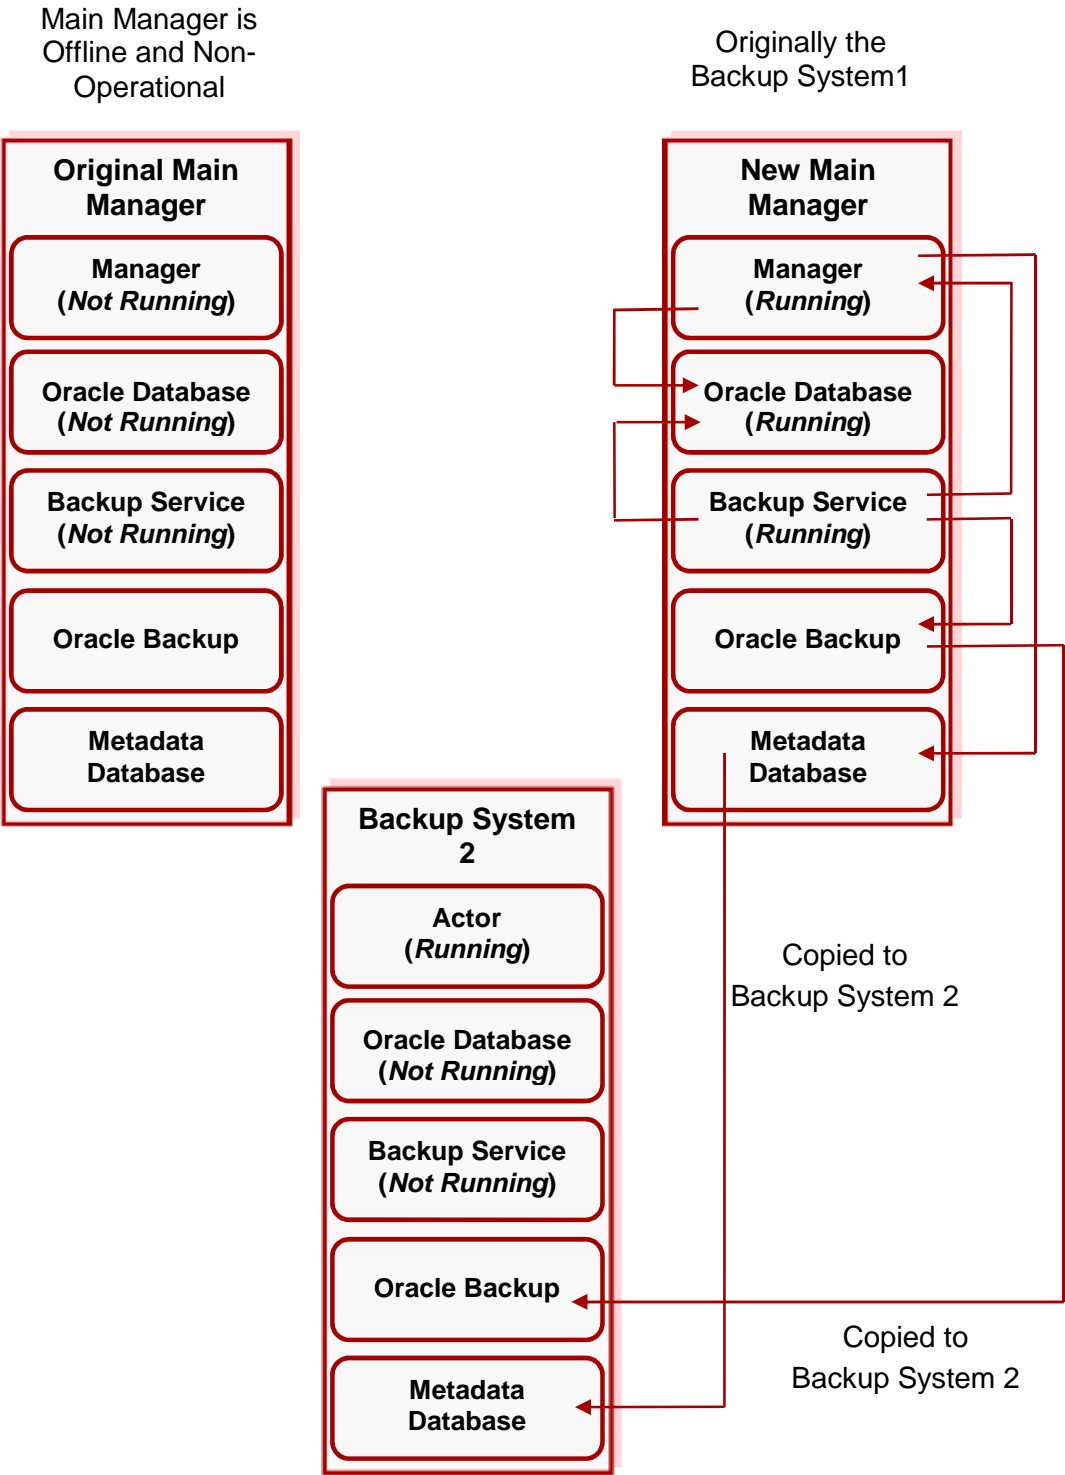 Main Manager is
Offline and Non-
Operational
Originally the
Backup System1
Original Main
Manager
Manager
(Not Running)
Oracle Database
(Not Running)
Backup Service
(Not Running)
Oracle Backup
Metadata
Database
New Main
Manager
Manager
(Running)
Oracle Database
(Running)
Backup Service
(Running)
Oracle Backup
Metadata
Database
Backup System
2
Actor
(Running)
Oracle Database
(Not Running)
Backup Service
(Not Running)
Oracle Backup
Metadata
Database
Copied to
Backup System 2
Copied to
Backup System 2